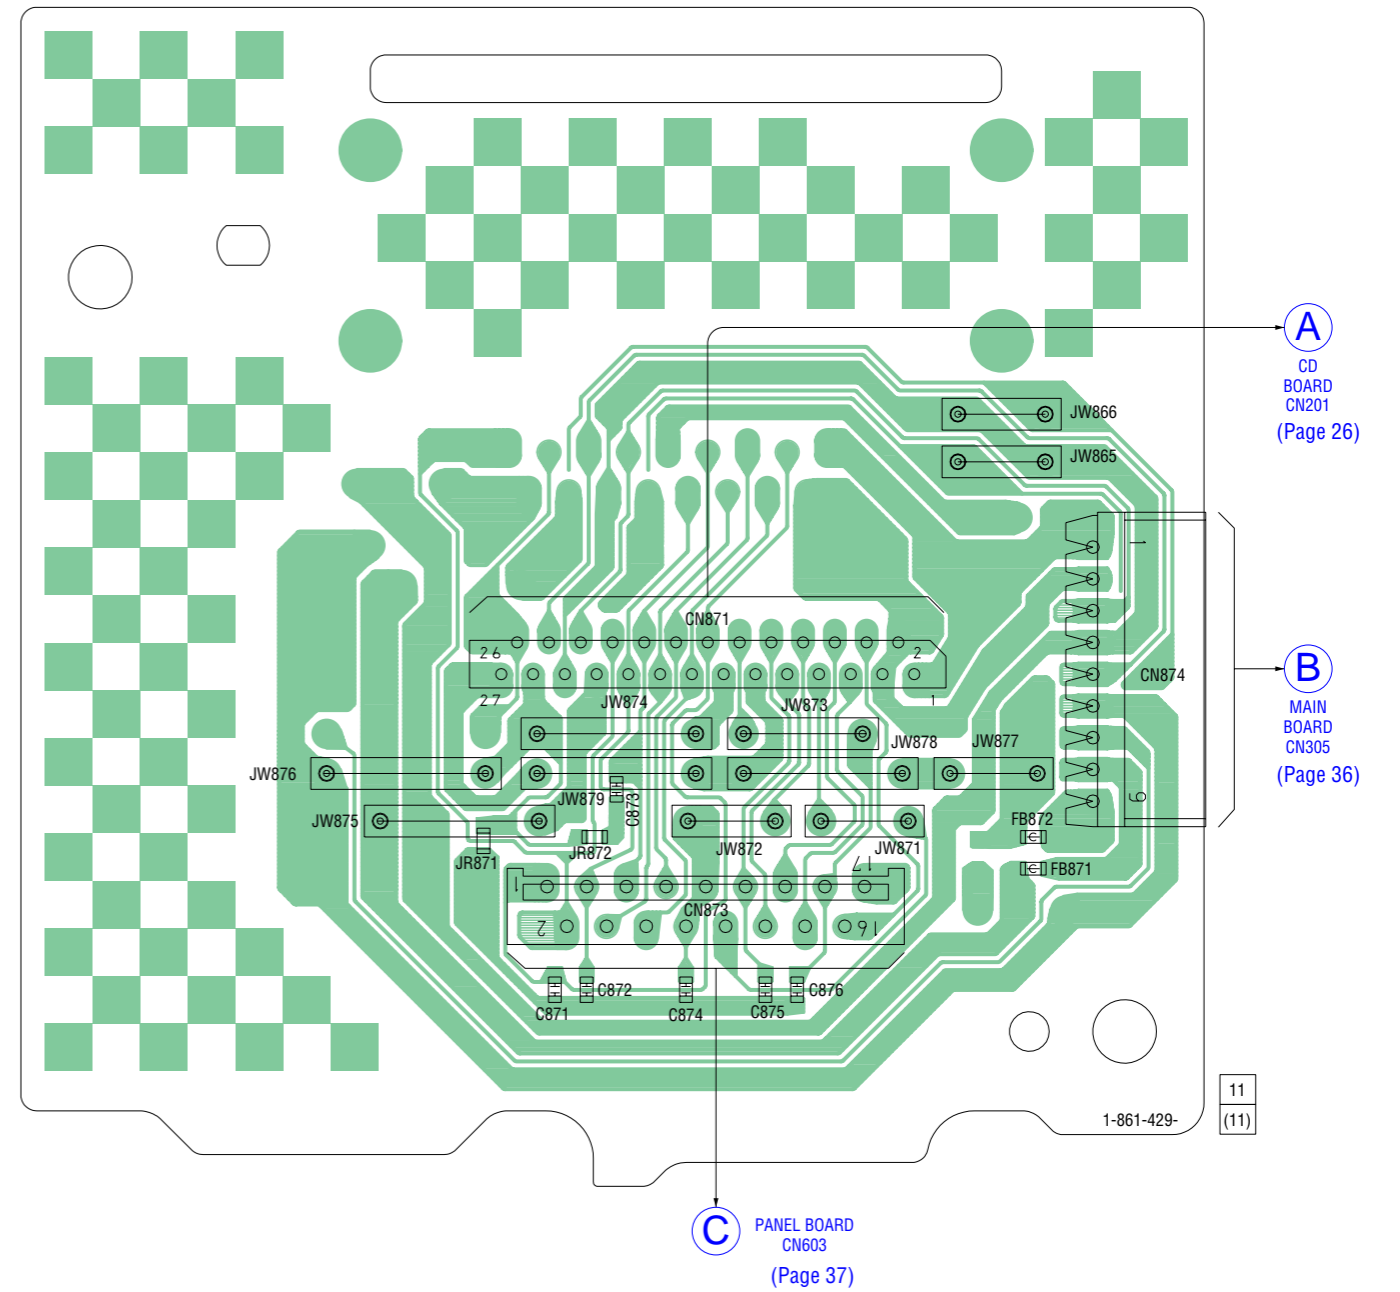 A
CD
BOARD
CN201
(Page 26)
JW866
JW865
1
CN871
26
2
27
1
CN874
B
MAIN
BOARD
CN305
(Page 36)
JW874
JW873
JW878
JW877
JW876
JW879
C873
9
JW875
JR871
JR872
JW872
JW871
FB872
FB871
1
17
CN873
2
16
C871
C872
C874
C875
C876
11
(11)
1-861-429-
C
PANEL BOARD
CN603
(Page 37)